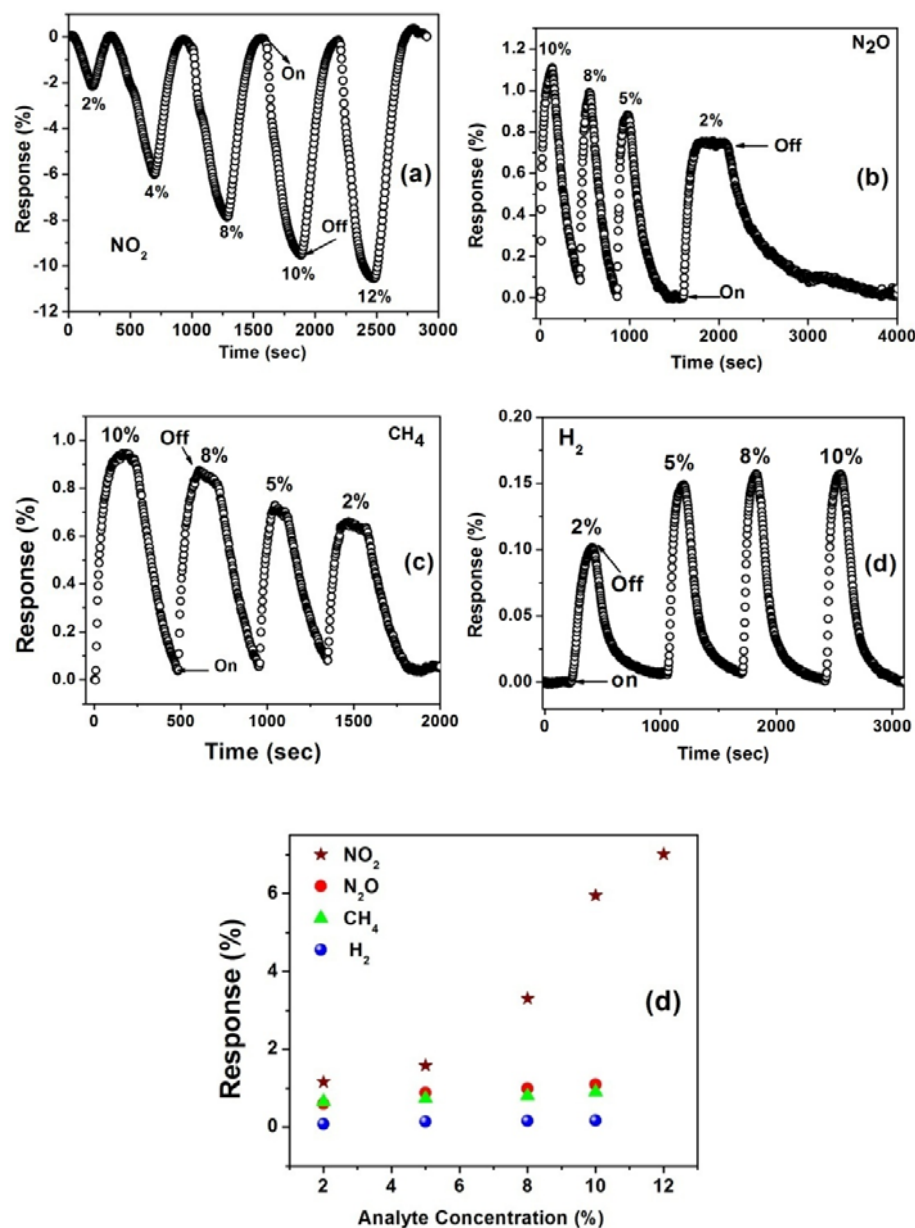 0
-2
-4
-6
-8
-10
-12
Response (%)
2%
4%
8%
10%
12%
On
Off
(a)
NO2
0 500 1000 1500 2000 2500 3000
Time (sec)
N2O
1.2
1.0
0.8
0.6
0.4
0.2
0.0
Response (%)
10%
8%
5%
2%
Off
On
(b)
0 1000 2000 3000 4000
Time (sec)
CH4
1.0
0.8
0.6
0.4
0.2
0.0
Response (%)
10%
Off
8%
5%
2%
On
(c)
0 500 1000 1500 2000
Time (sec)
H2
0.20
0.15
0.10
0.05
0.00
Response (%)
2%
5%
8%
10%
Off
on
(d)
0 1000 2000 3000
Time (sec)
NO2
N2O
CH4
H2
6
4
2
0
Response (%)
(d)
2 4 6 8 10 12
Analyte Concentration (%)